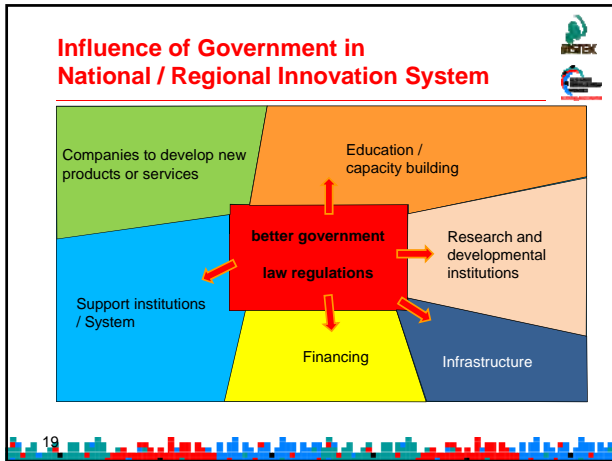 Influence of Government in
National / Regional Innovation System
Companies to develop new
products or services
Education /
capacity building
better government
law regulations
Research and
developmental
institutions
Support institutions
/ System
Financing
Infrastructure
19